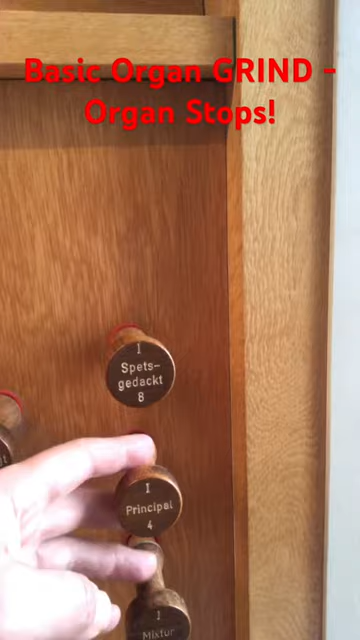 Basic Organ GRIND -
Organ Stops!
I
Spets-
gedackt
8
I
Principal
4
I
Mixtur